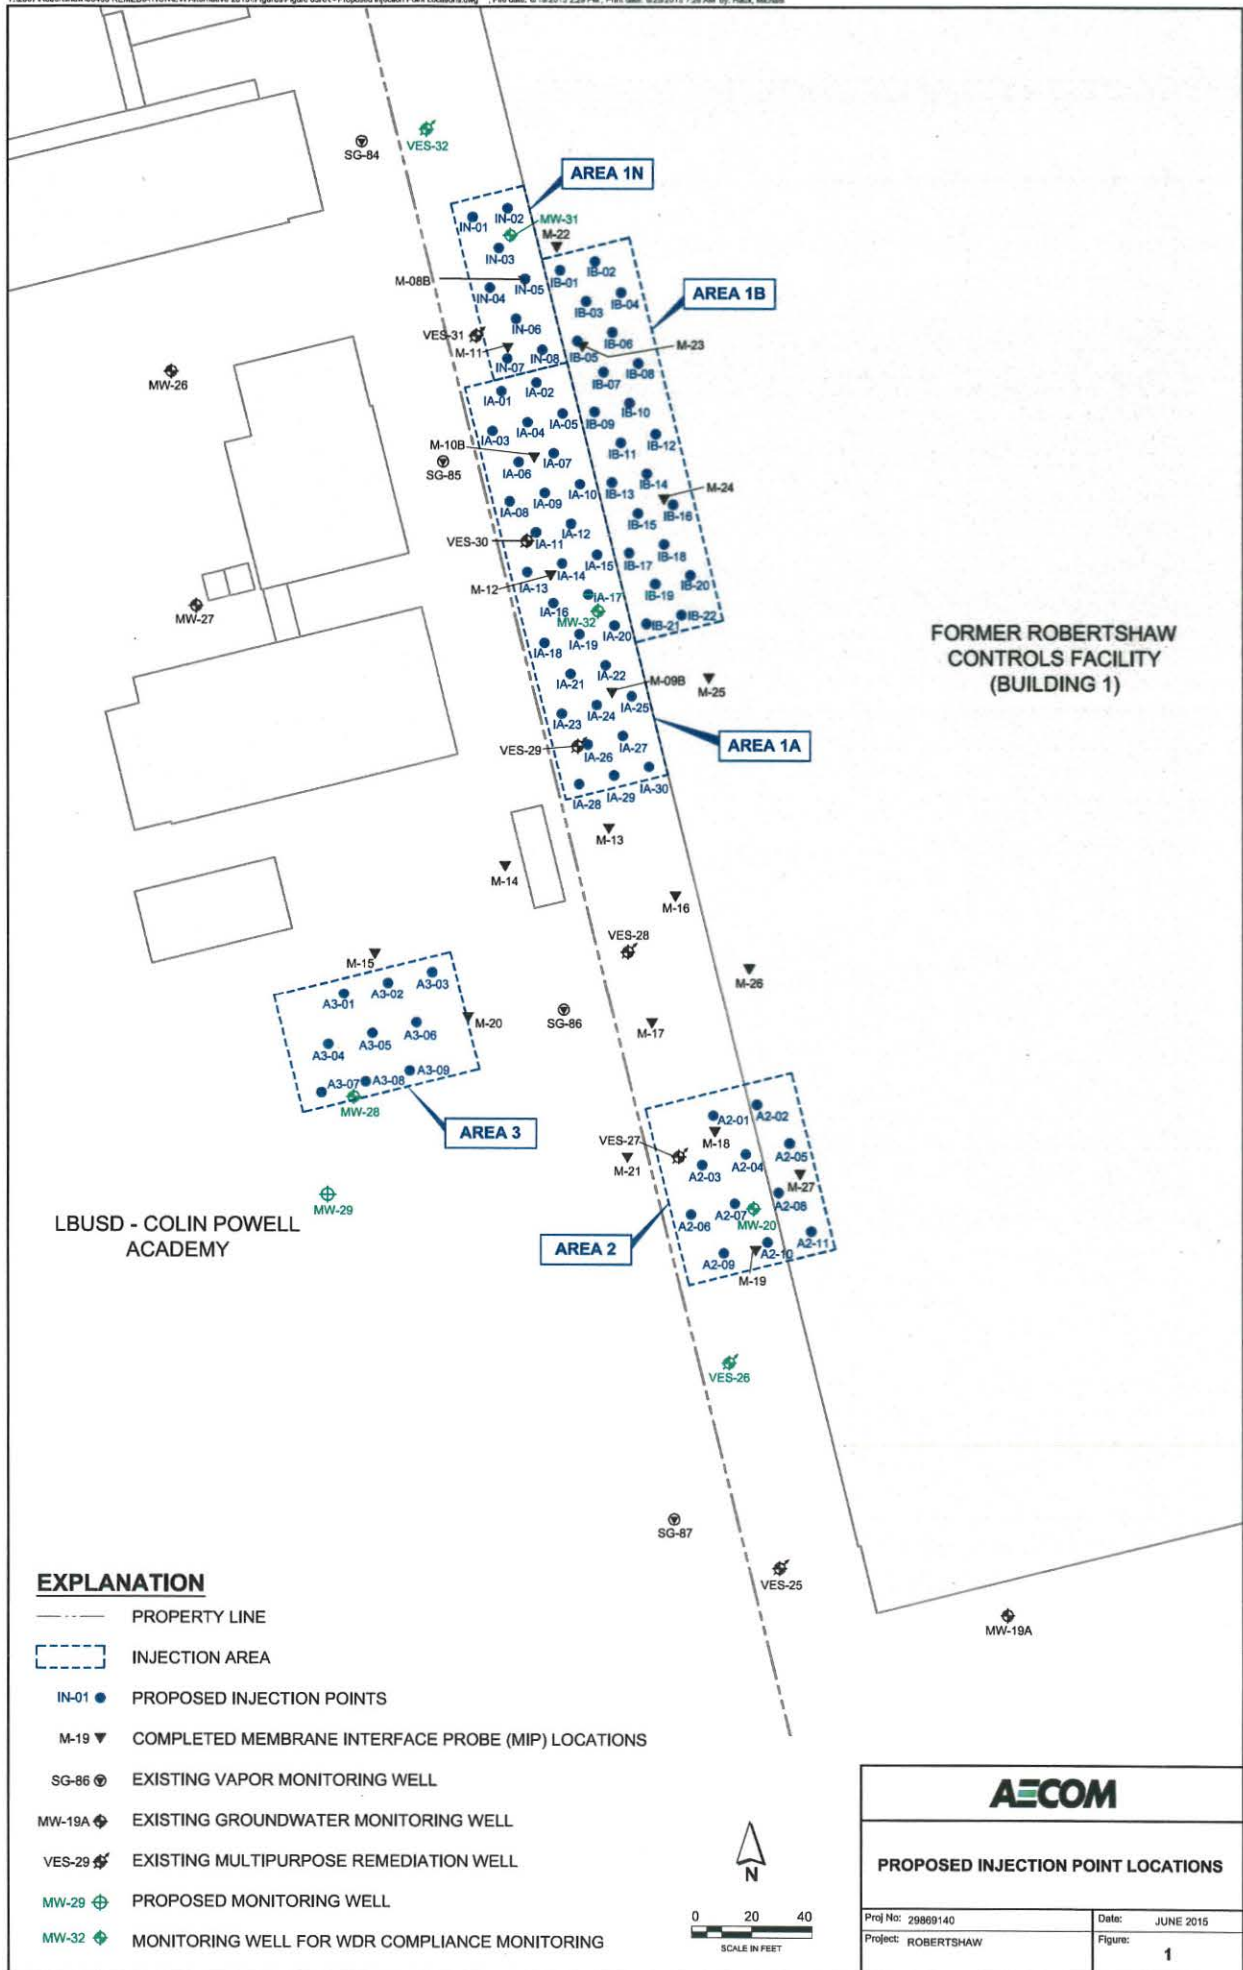 SG-84
VES-32
AREA 1N
IN-01
IN-02
MW-31
M-22
IN-03
M-08B
IN-04
IN-05
IB-01
IB-02
AREA 1B
IB-03
IB-04
VES-31
IN-06
M-11
IN-07
IN-08
IB-05
IB-06
M-23
MW-26
IB-07
IB-08
IA-01
IA-02
IA-03
IA-04
IA-05
IB-09
IB-10
M-10B
IA-06
IA-07
IB-11
IB-12
SG-85
IA-08
IA-09
IA-10
IB-13
IB-14
M-24
IB-15
IB-16
VES-30
IA-11
IA-12
IB-17
IB-18
M-12
IA-13
IA-14
IA-15
IB-19
IB-20
MW-27
IA-16
IA-17
MW-32
IB-21
IB-22
IA-18
IA-19
IA-20
FORMER ROBERTSHAW
CONTROLS FACILITY
(BUILDING 1)
IA-21
IA-22
M-09B
M-25
IA-23
IA-24
IA-25
VES-29
IA-26
IA-27
AREA 1A
IA-28
IA-29
IA-30
M-13
M-14
M-16
VES-28
M-15
M-26
A3-01
A3-02
A3-03
M-20
SG-86
M-17
A3-04
A3-05
A3-06
A3-07
A3-08
A3-09
MW-28
AREA 3
A2-01
A2-02
M-18
VES-27
M-21
A2-03
A2-04
A2-05
M-27
MW-29
A2-06
A2-07
A2-08
MW-20
LBUSD - COLIN POWELL
ACADEMY
AREA 2
A2-09
A2-10
A2-11
M-19
VES-26
SG-87
VES-25
MW-19A
EXPLANATION
PROPERTY LINE
INJECTION AREA
IN-01 PROPOSED INJECTION POINTS
M-19 COMPLETED MEMBRANE INTERFACE PROBE (MIP) LOCATIONS
SG-86 EXISTING VAPOR MONITORING WELL
MW-19A EXISTING GROUNDWATER MONITORING WELL
VES-29 EXISTING MULTIPURPOSE REMEDIATION WELL
MW-29 PROPOSED MONITORING WELL
MW-32 MONITORING WELL FOR WDR COMPLIANCE MONITORING
N
0 20 40
SCALE IN FEET
AECOM
PROPOSED INJECTION POINT LOCATIONS
Proj No: 29869140
Date: JUNE 2015
Project: ROBERTSHAW
Figure:
1